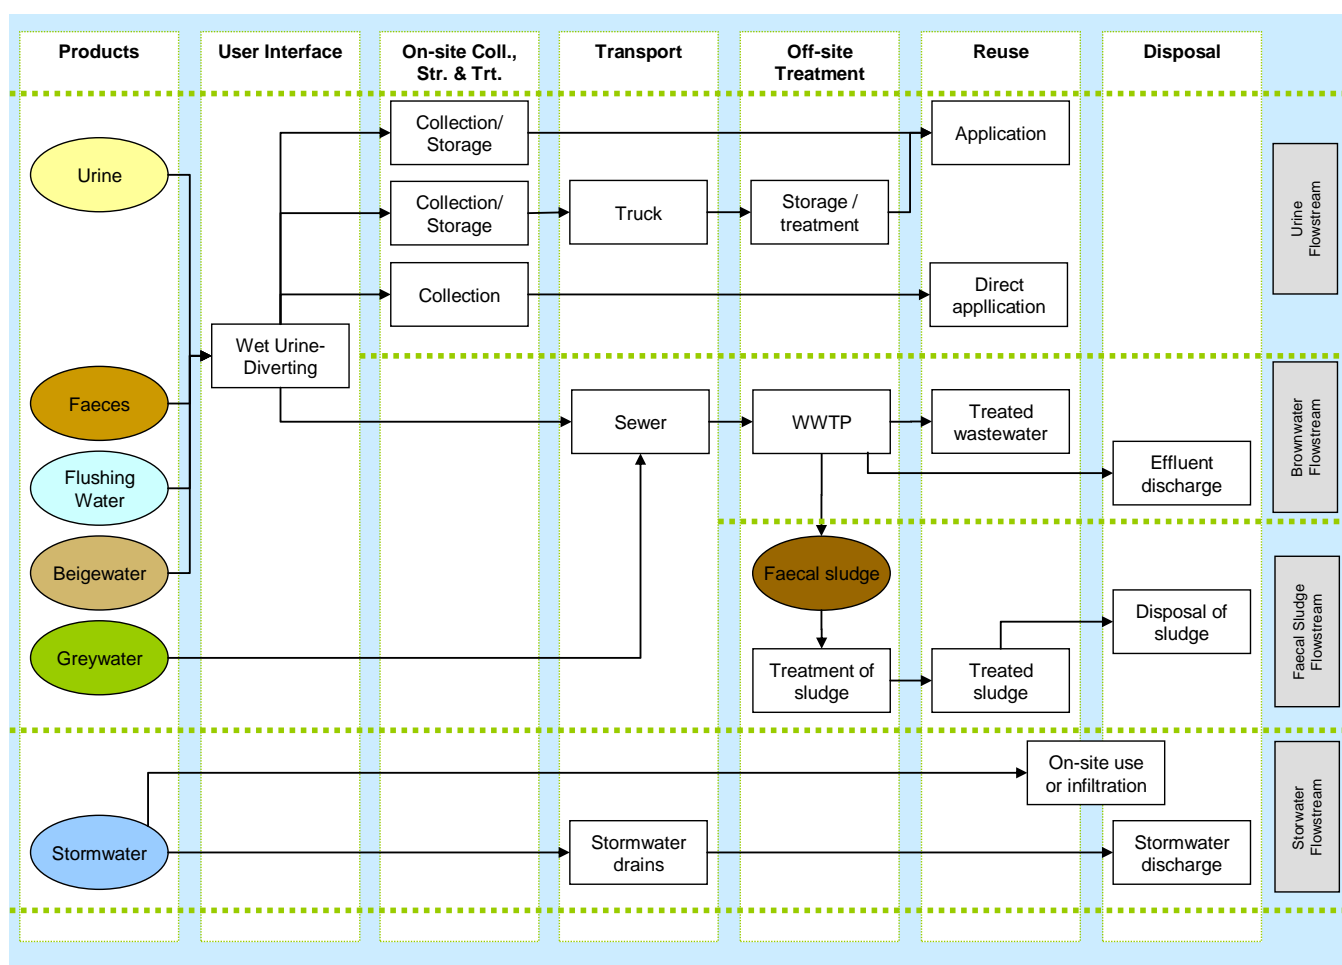 Products
User Interface
On-site Coll.,
Str. & Trt.
Transport
Off-site
Treatment
Reuse
Disposal
Collection/
Storage
Application
Urine
Collection/
Storage
Truck
Storage /
treatment
Urine
Flowstream
Collection
Direct
appllication
Wet Urine-
Diverting
Faeces
Sewer
WWTP
Treated
wastewater
Brownwater
Flowstream
Flushing
Water
Effluent
discharge
Beigewater
Faecal sludge
Disposal of
sludge
Faecal Sludge
Flowstream
Greywater
Treatment of
sludge
Treated
sludge
On-site use
or infiltration
Storwater
Flowstream
Stormwater
Stormwater
drains
Stormwater
discharge